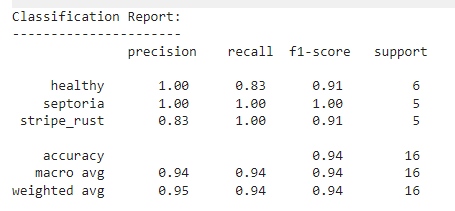 Classification Report:
----------------------
precision recall f1-score support
healthy 1.00 0.83 0.91 6
septoria 1.00 1.00 1.00 5
stripe_rust 0.83 1.00 0.91 5
accuracy 0.94 16
macro avg 0.94 0.94 0.94 16
weighted avg 0.95 0.94 0.94 16